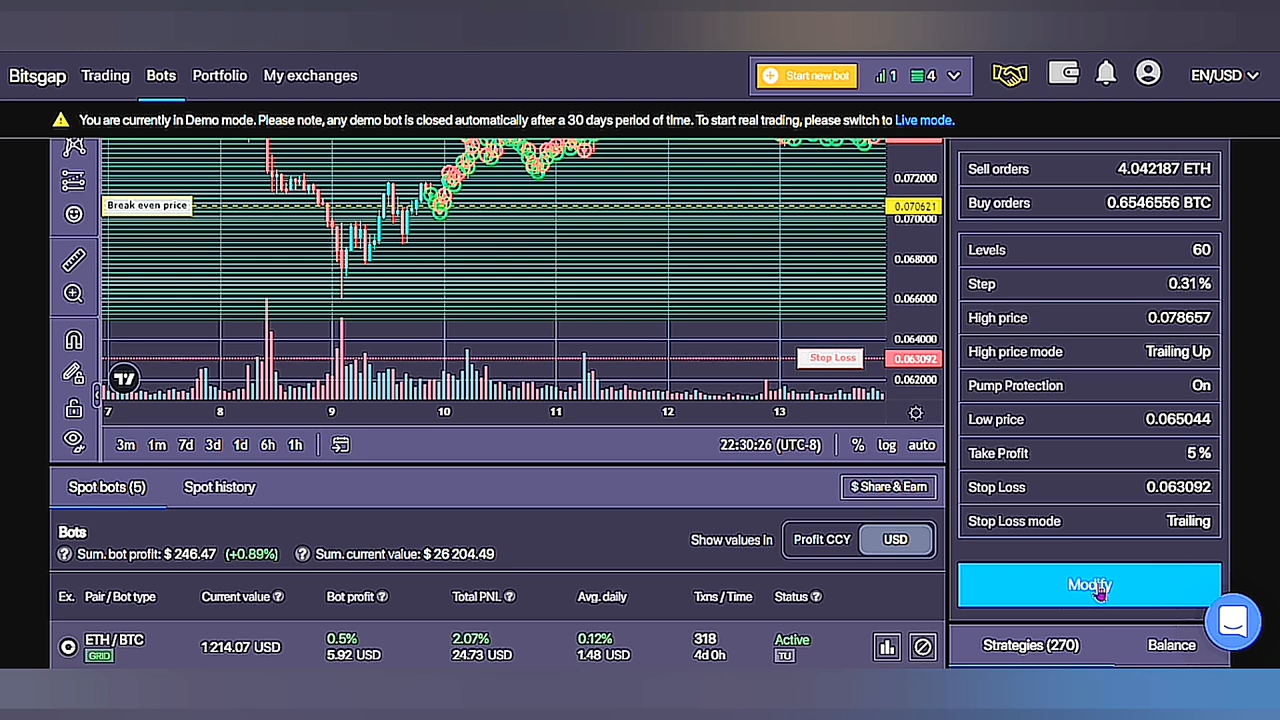 Bitsgap Trading Bots Portfolio My exchanges Start new bot 1 4 EN/USD
You are currently in Demo mode. Please note, any demo bot is closed automatically after a 30 days period of time. To start real trading, please switch to Live mode.
0.072000
Break even price 0.070621
0.070000
0.068000
0.066000
0.064000
Stop Loss 0.063092
0.062000
7 8 9 10 11 12 13
3m 1m 7d 3d 1d 6h 1h 22:30:26 (UTC-8) % log auto
Spot bots (5) Spot history $ Share & Earn
Bots
Sum. bot profit: $ 246.47 (+0.89%) Sum. current value: $ 26 204.49 Show values in Profit CCY USD
Ex. Pair / Bot type Current value Bot profit Total PNL Avg. daily Txns / Time Status
ETH / BTC 1 214.07 USD 0.5% 2.07% 0.12% 318 Active
GRID 5.92 USD 24.73 USD 1.48 USD 4d 0h TU
Sell orders 4.042187 ETH
Buy orders 0.6546556 BTC
Levels 60
Step 0.31%
High price 0.078657
High price mode Trailing Up
Pump Protection On
Low price 0.065044
Take Profit 5 %
Stop Loss 0.063092
Stop Loss mode Trailing
Modify
Strategies (270) Balance